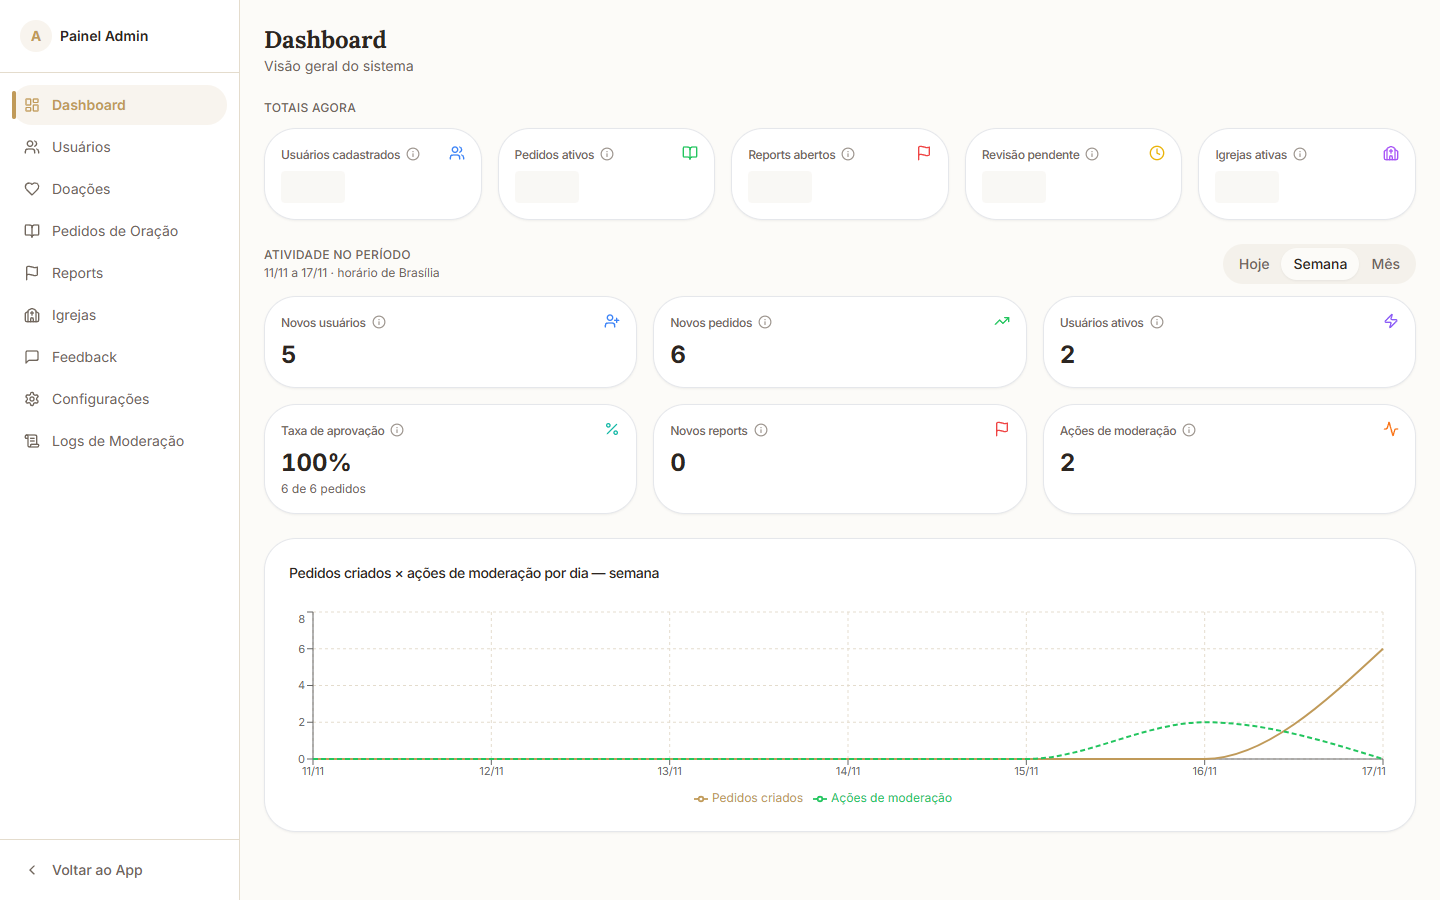 A Painel Admin
Dashboard
Usuários
Doações
Pedidos de Oração
Reports
Igrejas
Feedback
Configurações
Logs de Moderação
Voltar ao App
Dashboard
Visão geral do sistema
TOTAIS AGORA
Usuários cadastrados
Pedidos ativos
Reports abertos
Revisão pendente
Igrejas ativas
ATIVIDADE NO PERÍODO
11/11 a 17/11 · horário de Brasília
Hoje Semana Mês
Novos usuários
5
Novos pedidos
6
Usuários ativos
2
Taxa de aprovação
100%
6 de 6 pedidos
Novos reports
0
Ações de moderação
2
Pedidos criados × ações de moderação por dia — semana
8
6
4
2
0
11/11 12/11 13/11 14/11 15/11 16/11 17/11
Pedidos criados Ações de moderação